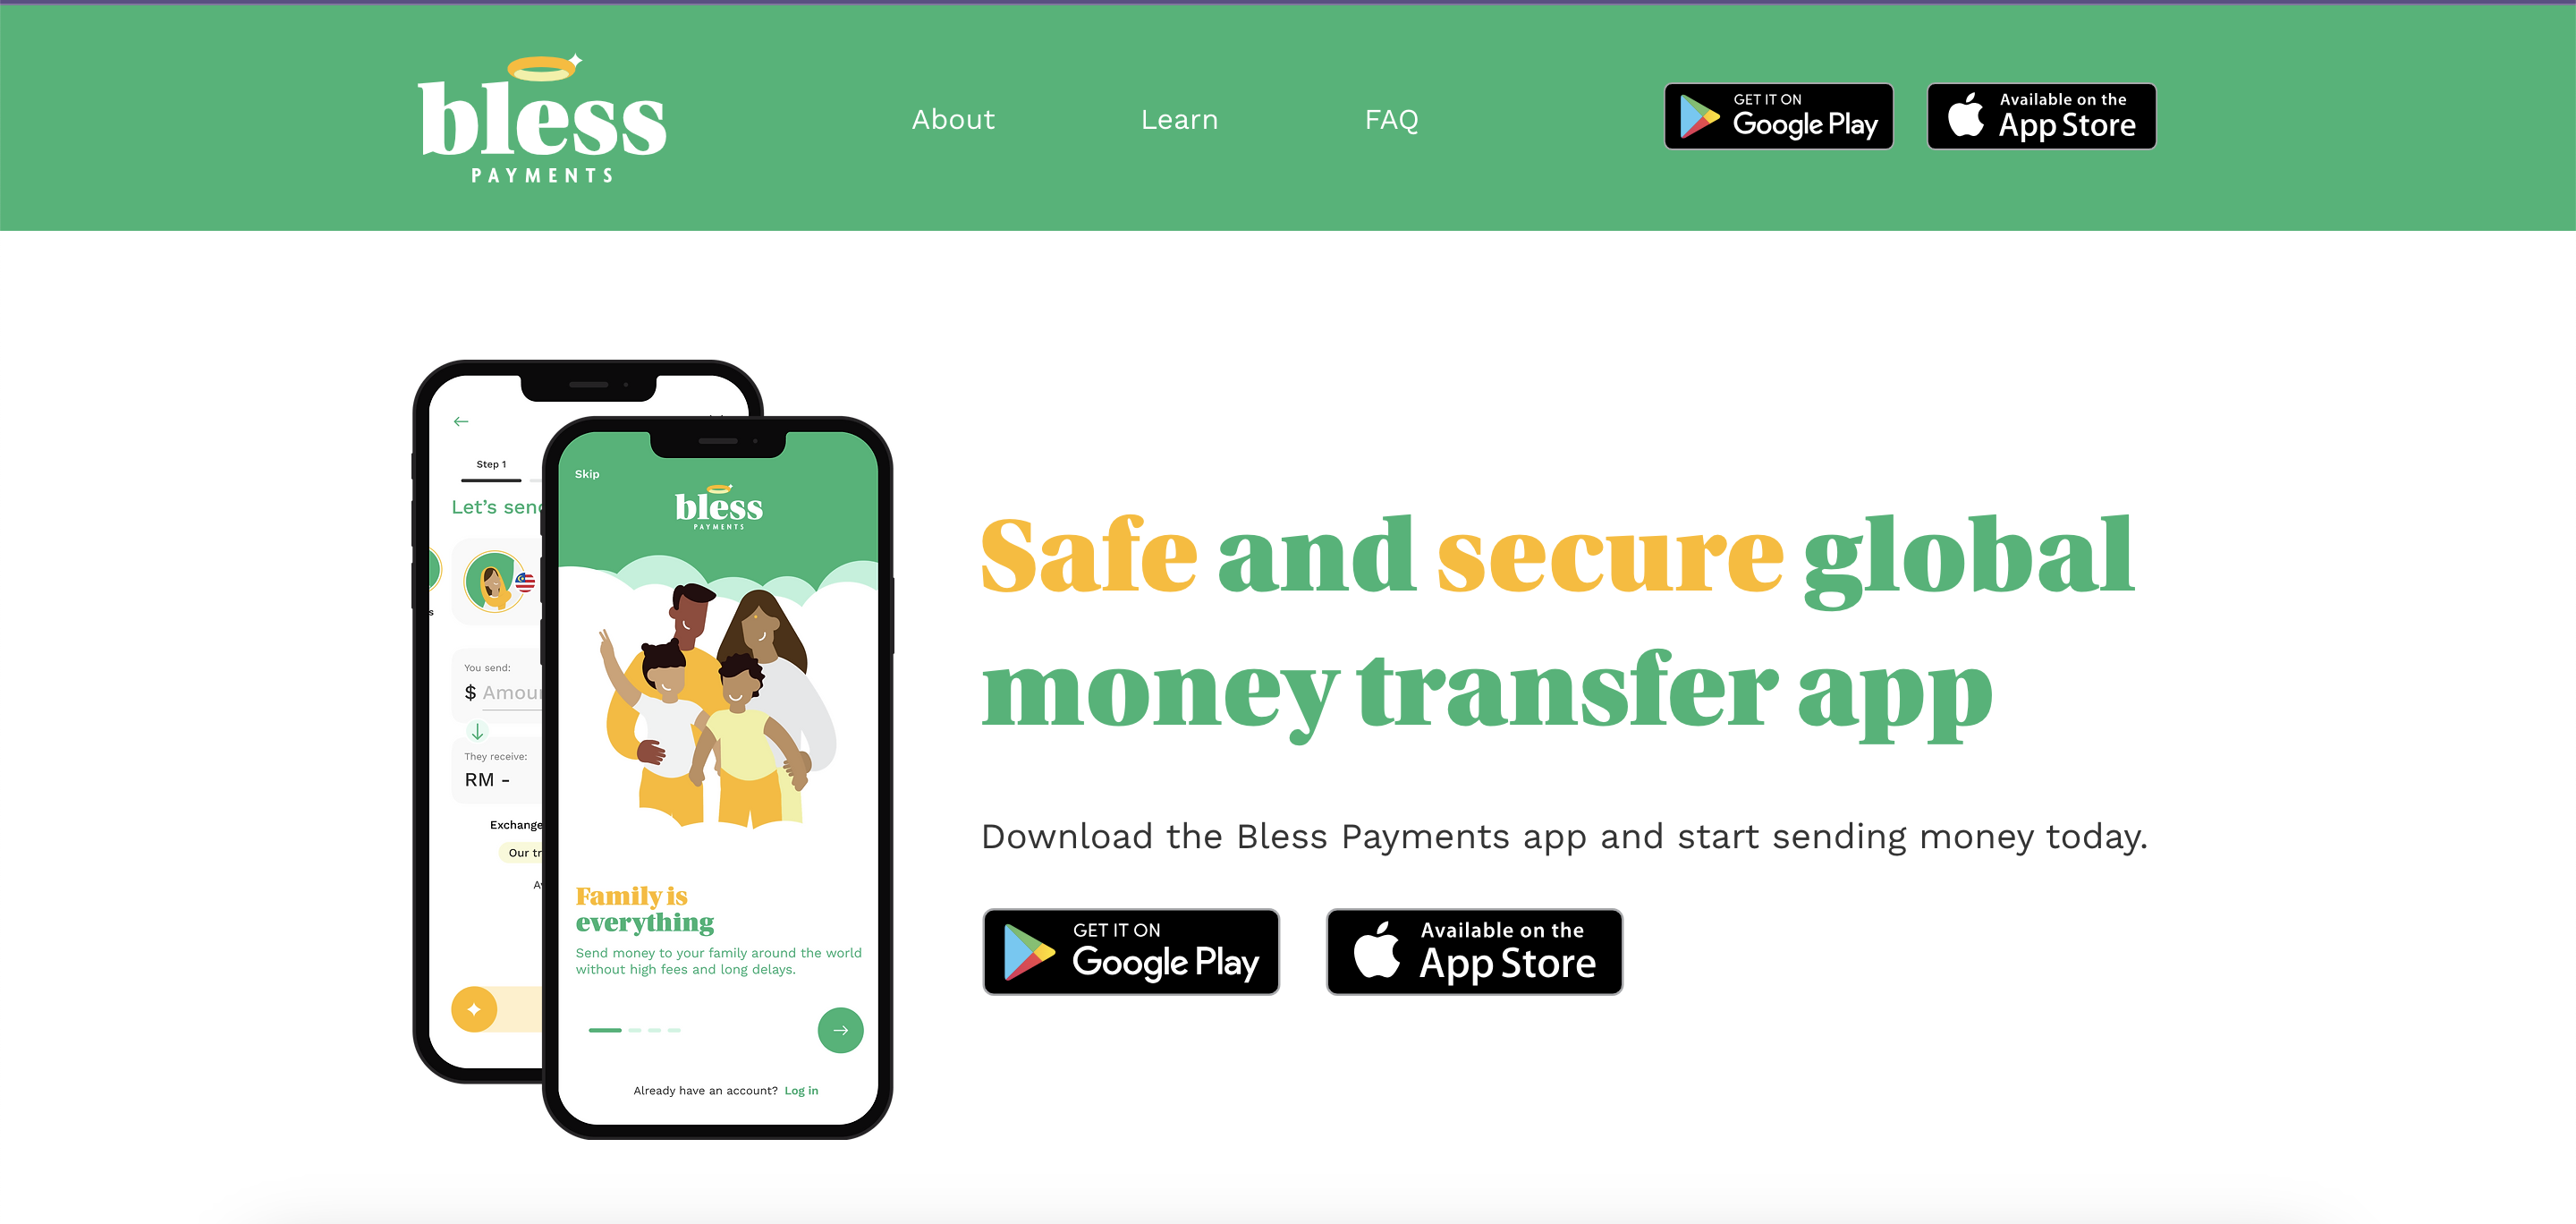 bless
PAYMENTS
About
Learn
FAQ
GET IT ON
Google Play
Available on the
App Store
Step 1
Let's
You send:
$
They receive:
RM -
Exchange
Our
Skip
bless
PAYMENTS
Family is
everything
Send money to your family around the world
without high fees and long delays.
Already have an account? Log in
Safe and secure global
money transfer app
Download the Bless Payments app and start sending money today.
GET IT ON
Google Play
Available on the
App Store